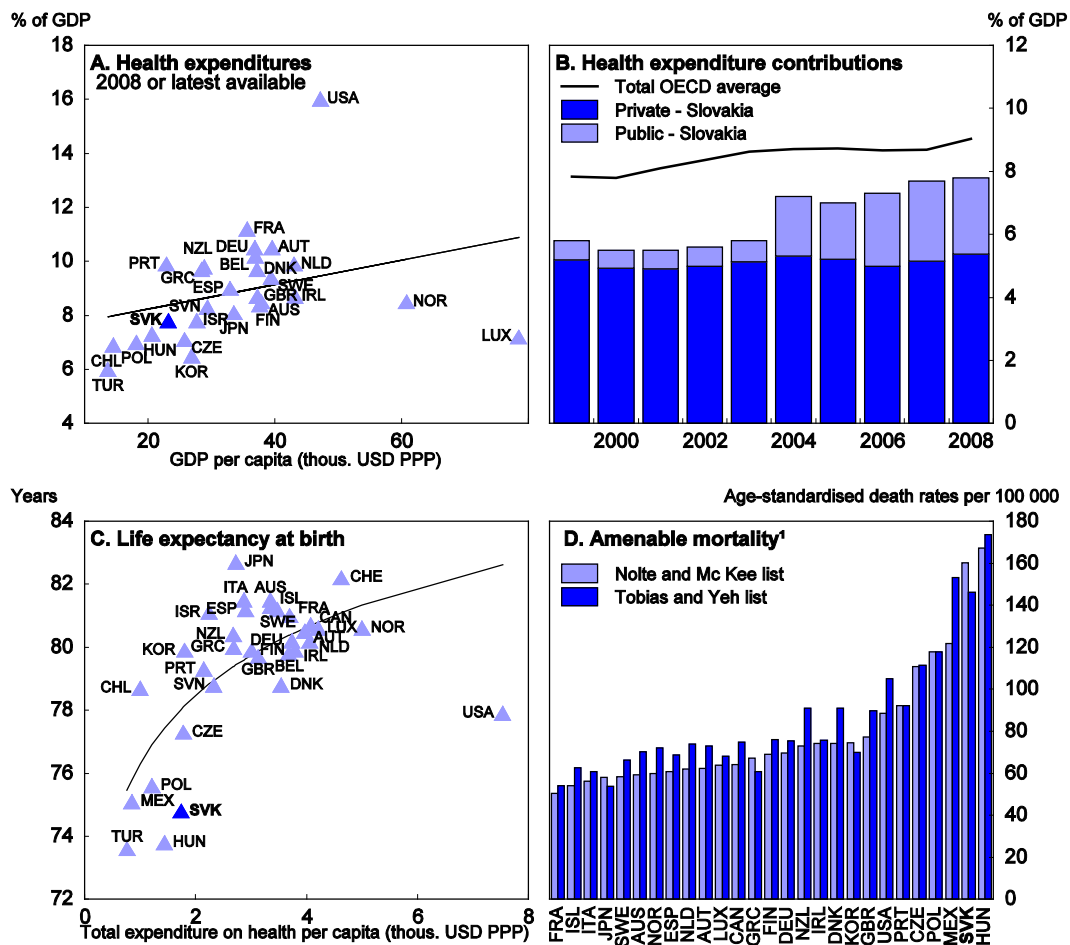 % of GDP
18
16
14
12
10
8
6
4
A. Health expenditures
2008 or latest available
USA
FRA
DEU
AUT
NZL
PRT
BEL
NLD
GRC
DNK
ESP
SWE
SVN
GBR
IRL
NOR
SVK
ISR
AUS
JPN
FIN
LUX
HUN
CZE
CHL
POL
KOR
TUR
20
40
60
80
GDP per capita (thous. USD PPP)
% of GDP
12
10
8
6
4
2
0
B. Health expenditure contributions
Total OECD average
Private - Slovakia
Public - Slovakia
2000
2002
2004
2006
2008
Years
84
82
80
78
76
74
72
C. Life expectancy at birth
JPN
CHE
ITA
AUS
ISL
ISR
ESP
FRA
SWE
CAN
LUX
NOR
NZL
DEU
AUT
KOR
GRC
FIN
NLD
PRT
GBR
BEL
IRL
CHL
SVN
DNK
USA
CZE
POL
MEX
SVK
TUR
HUN
0
2
4
6
8
Total expenditure on health per capita (thous. USD PPP)
Age-standardised death rates per 100 000
180
160
140
120
100
80
60
40
20
0
D. Amenable mortality¹
Nolte and Mc Kee list
Tobias and Yeh list
FRA
ISL
ITA
JPN
SWE
AUS
NOR
ESP
NLD
AUT
LUX
CAN
GRC
FIN
DEU
NZL
IRL
DNK
KOR
GBR
USA
PRT
CZE
POL
MEX
SVK
HUN